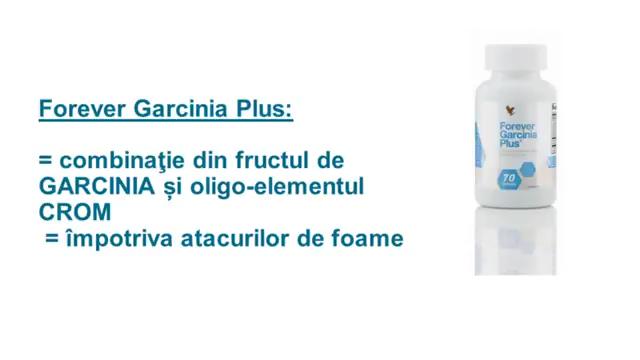 Forever Garcinia Plus:
= combinaţie din fructul de
GARCINIA și oligo-elementul
CROM
= împotriva atacurilor de foame
Forever
Garcinia
Plus®
70